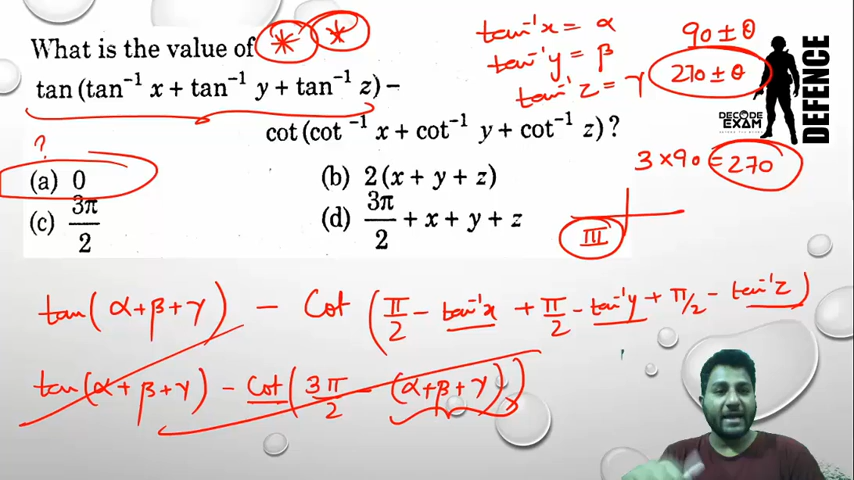 What is the value of
tan (tan⁻¹ x + tan⁻¹ y + tan⁻¹ z) –
cot (cot ⁻¹ x + cot⁻¹ y + cot⁻¹ z) ?
?
(a) 0
(b) 2 (x + y + z)
(c) 3π/2
(d) 3π/2 + x + y + z
tan⁻¹x = α
tan⁻¹y = β
tan⁻¹z = γ
90 ± θ
270 ± θ
3 × 90 = 270
III
DECODE
EXAM
DEFENCE
tan(α+β+γ) – Cot (π/2 – tan⁻¹x + π/2 – tan⁻¹y + π/2 – tan⁻¹z)
tan(α+β+γ) – Cot(3π/2 – (α+β+γ))